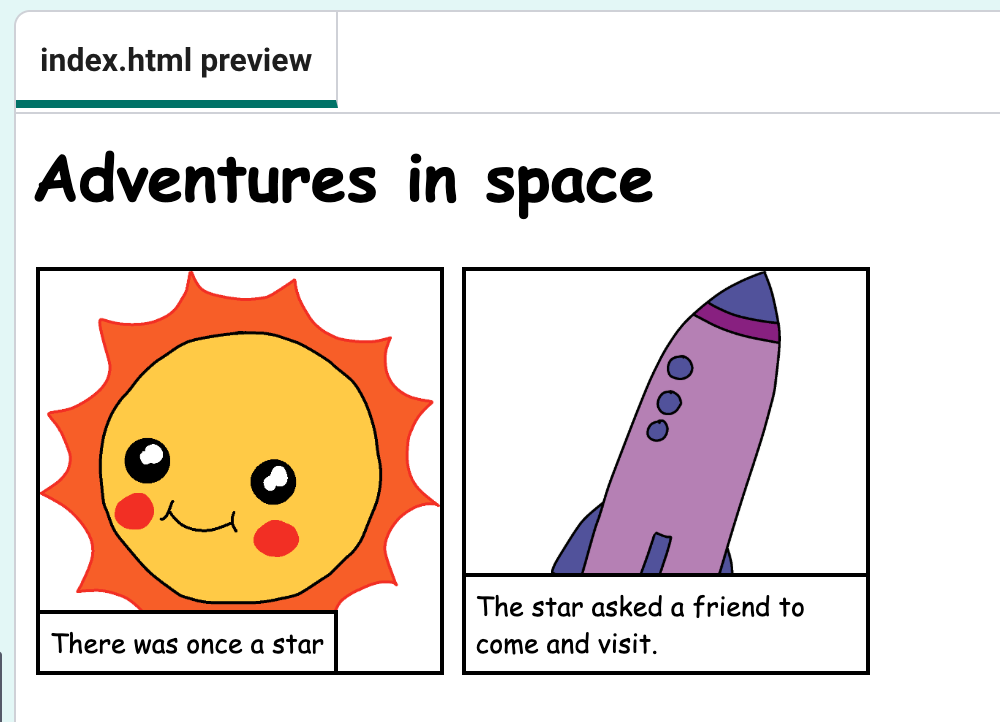 index.html preview
Adventures in space
There was once a star
The star asked a friend to
come and visit.